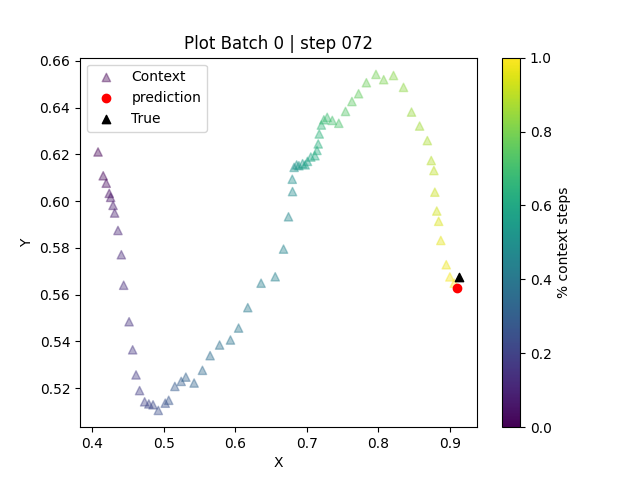 Plot Batch 0 | step 072
Context
prediction
True
0.66
0.64
0.62
0.60
0.58
0.56
0.54
0.52
Y
0.4 0.5 0.6 0.7 0.8 0.9
X
1.0
0.8
0.6
0.4
0.2
0.0
% context steps